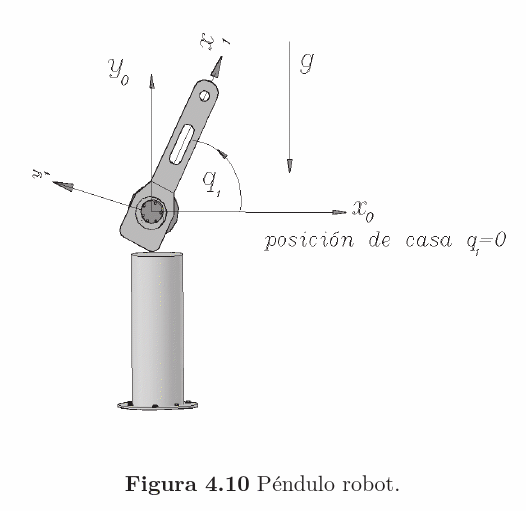 x₁
y₀
g
y₁
q₁
x₀
posición de casa q₁=0
Figura 4.10 Péndulo robot.